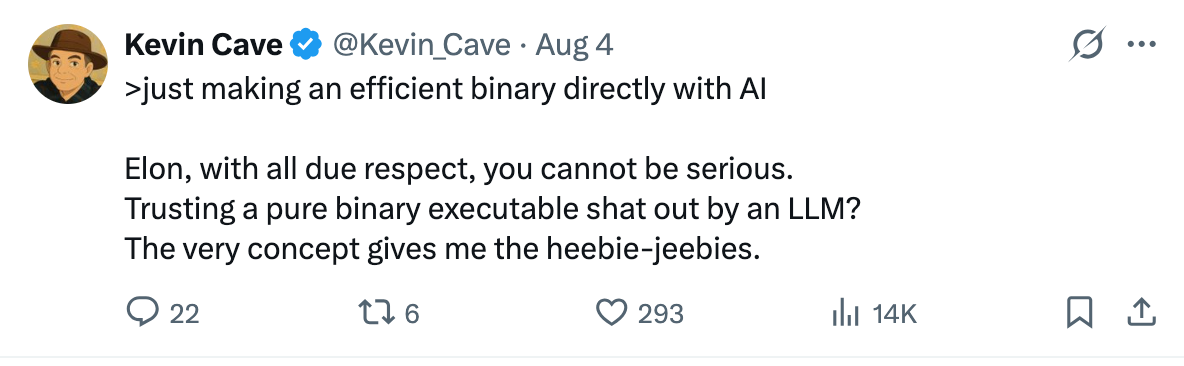 Kevin Cave @Kevin_Cave · Aug 4
>just making an efficient binary directly with AI
Elon, with all due respect, you cannot be serious.
Trusting a pure binary executable shat out by an LLM?
The very concept gives me the heebie-jeebies.
22 6 293 14K